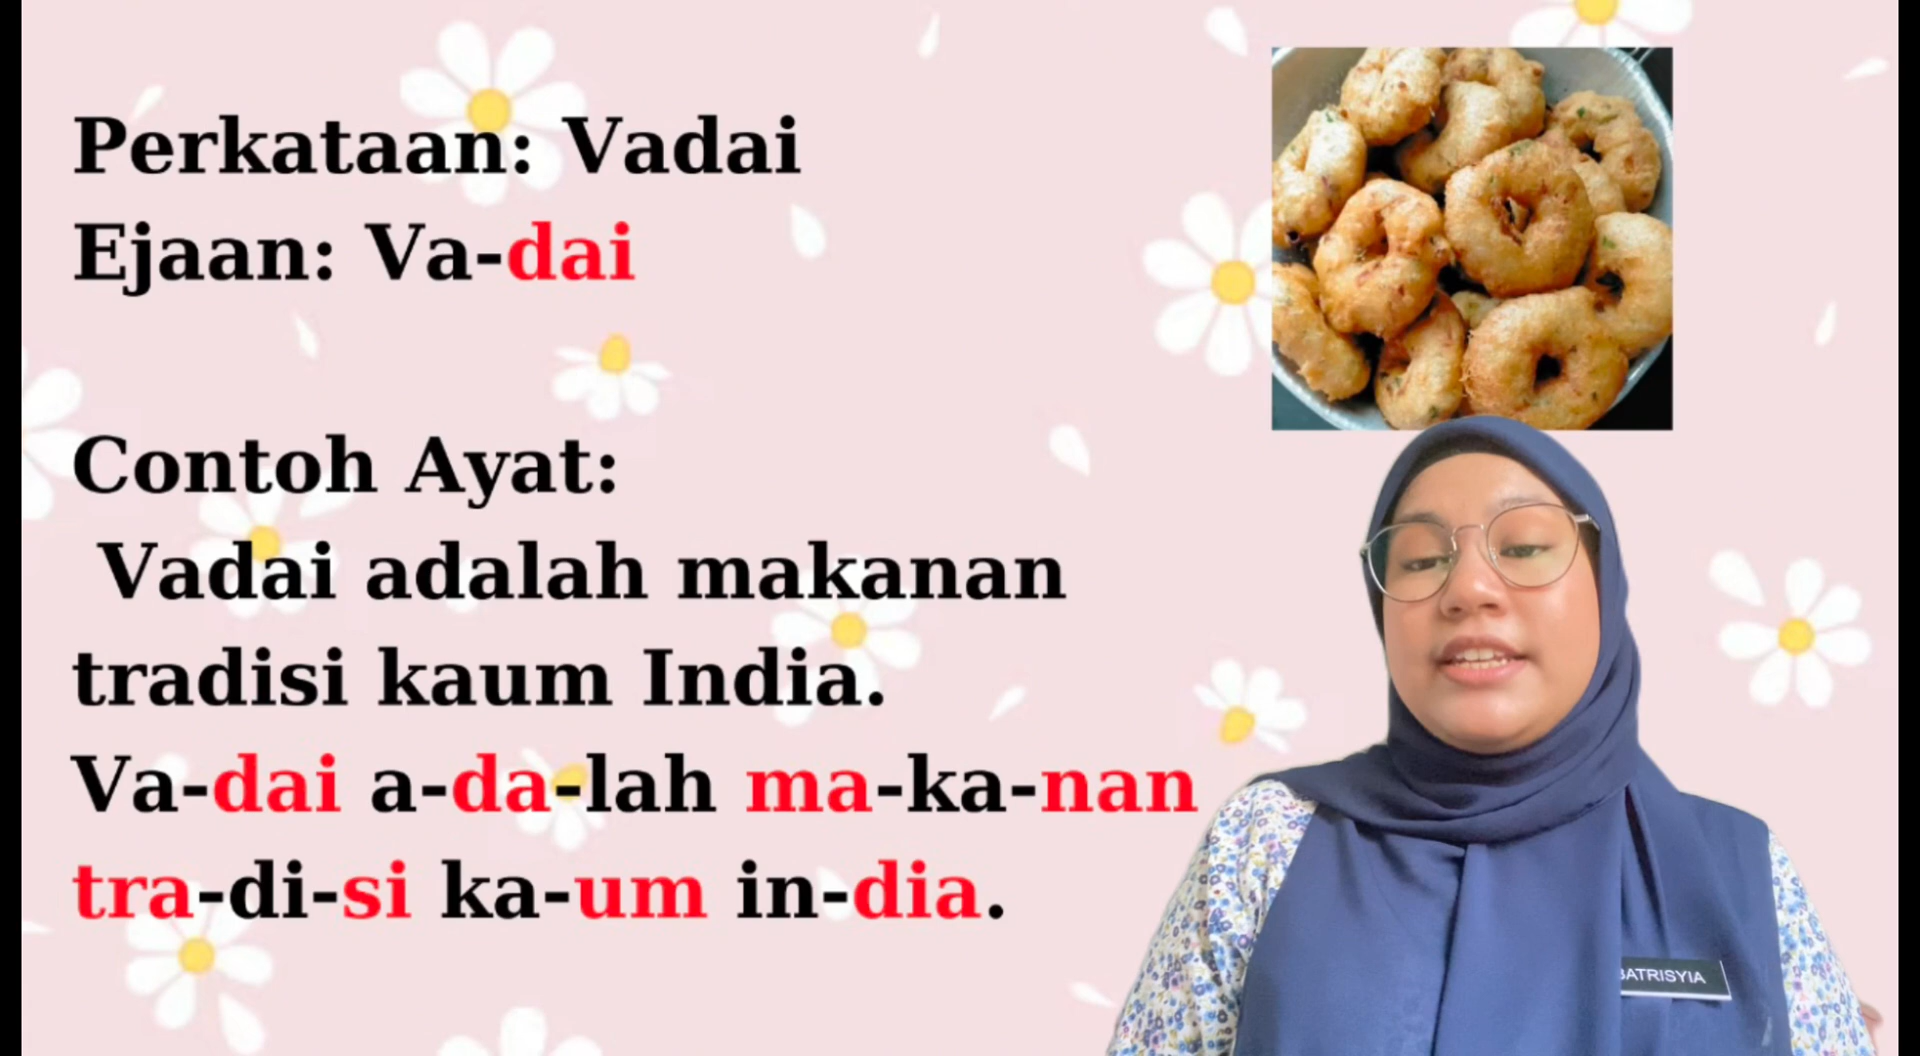 Perkataan: Vadai
Ejaan: Va-dai
Contoh Ayat:
Vadai adalah makanan
tradisi kaum India.
Va-dai a-da-lah ma-ka-nan
tra-di-si ka-um in-dia.
BATRISYIA